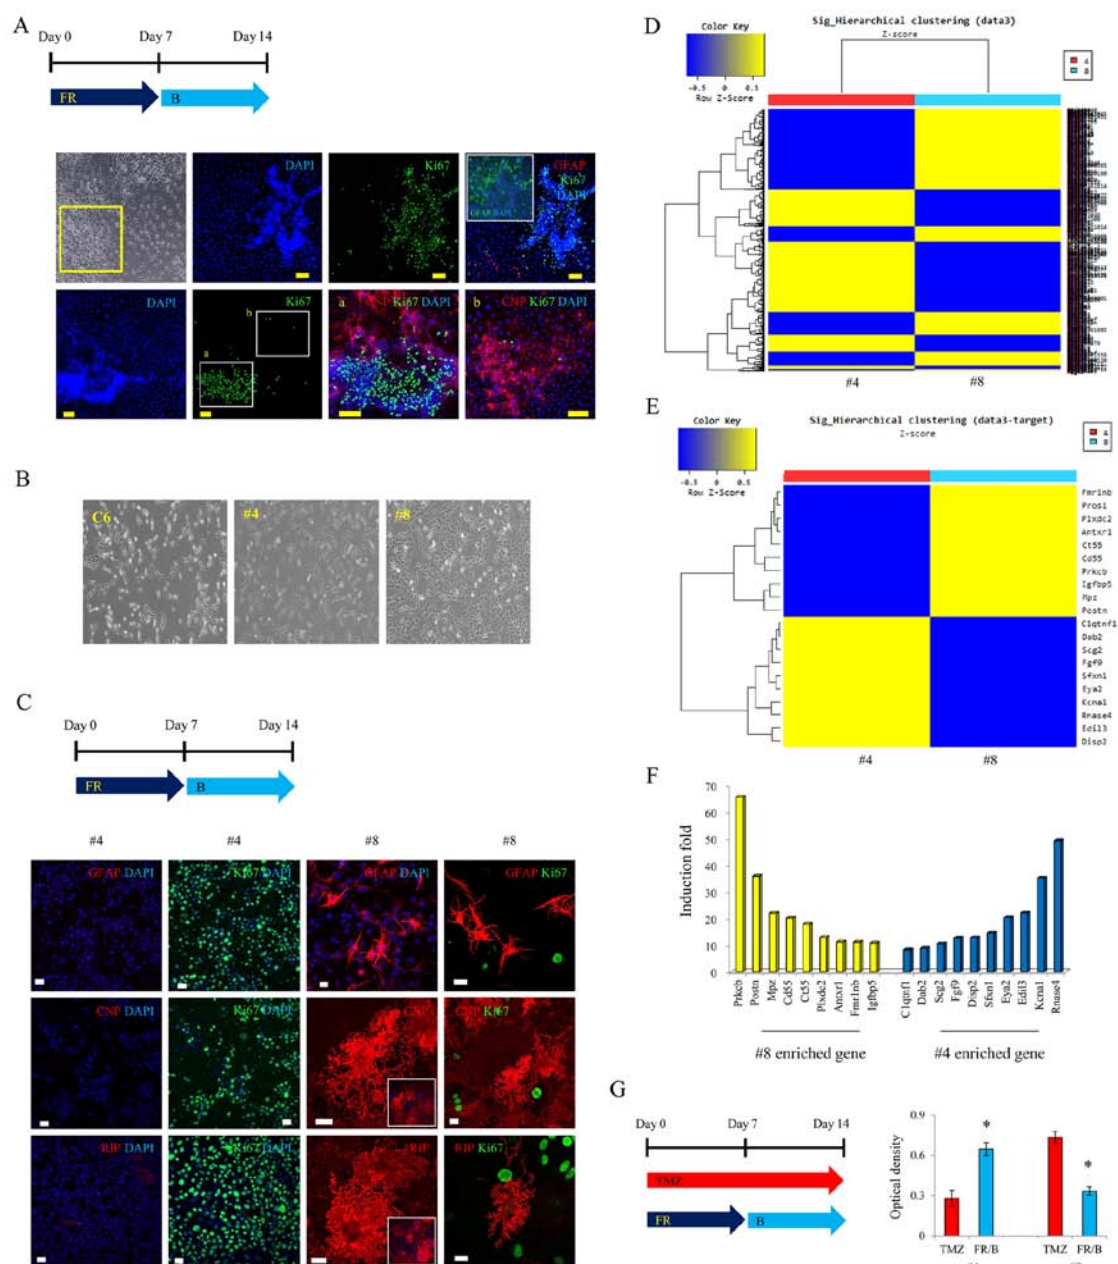 A
Day 0 Day 7 Day 14
FR B
DAPI Ki67 GFAP
Ki67
DAPI
GFAP DAPI
DAPI Ki67 a CNP Ki67 DAPI b CNP Ki67 DAPI
b
a
B
C6 #4 #8
C
Day 0 Day 7 Day 14
FR B
#4 #4 #8 #8
GFAP DAPI Ki67 DAPI GFAP DAPI GFAP Ki67
CNP DAPI Ki67 DAPI CNP CNP Ki67
RIP DAPI Ki67 DAPI RIP RIP Ki67
D
Sig_Hierarchical clustering (data3)
Z-score
Color Key
-0.5 0 0.5
Row Z-Score
4
8
#4 #8
E
Sig_Hierarchical clustering (data3-target)
Z-score
Color Key
-0.5 0 0.5
Row Z-Score
4
8
Fmr1nb
Pros1
Plxdc2
Antxr1
Ct55
Cd55
Prkcb
Igfbp5
Mpz
Postn
C1qtnf1
Dab2
Scg2
Fgf9
Sfxn1
Eya2
Kcna1
Rnase4
Edil3
Disp2
#4 #8
F
Induction fold
70
60
50
40
30
20
10
0
Prkcb Postn Mpz Cd55 Ct55 Plxdc2 Antxr1 Fmr1nb Igfbp5 C1qtnf1 Dab2 Scg2 Fgf9 Disp2 Sfxn1 Eya2 Edil3 Kcna1 Rnase4
#8 enriched gene #4 enriched gene
G
Day 0 Day 7 Day 14
TMZ
FR B
Optical density
0.9
0.6
0.3
0
* *
TMZ FR/B TMZ FR/B